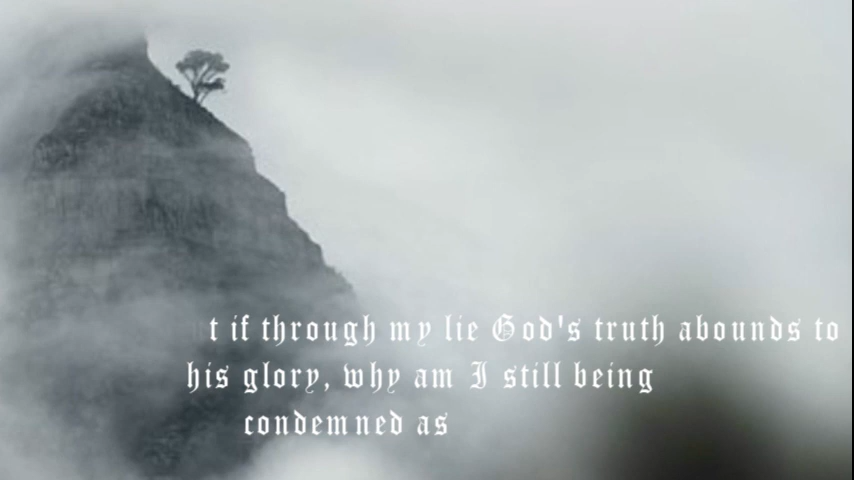 t if through my lie God's truth abounds to
his glory, why am I still being
condemned as